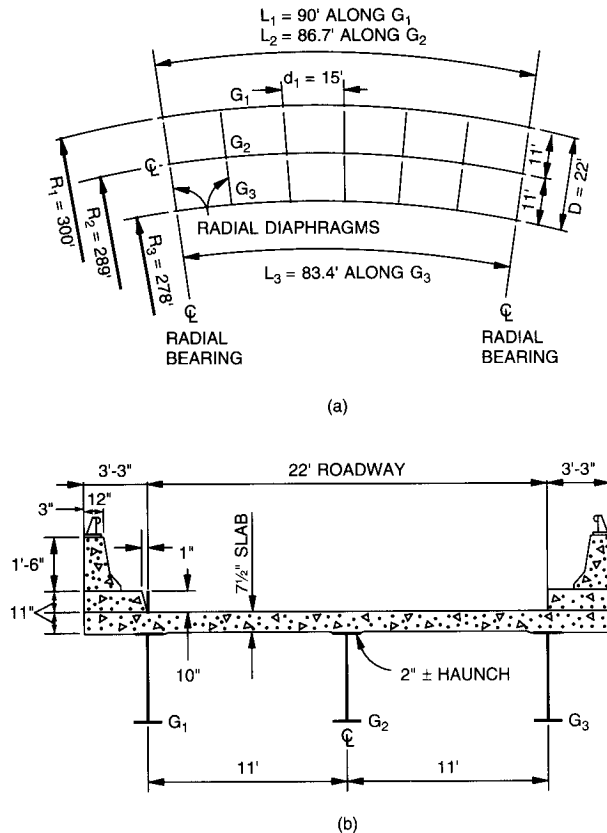 L1 = 90' ALONG G1
L2 = 86.7' ALONG G2
d1 = 15'
G1
G2
G3
℄
R1 = 300'
R2 = 289'
R3 = 278'
RADIAL DIAPHRAGMS
11'
11'
D = 22'
L3 = 83.4' ALONG G3
℄
RADIAL
BEARING
℄
RADIAL
BEARING
(a)
3'-3"
22' ROADWAY
3'-3"
12"
3"
1'-6"
1"
7½" SLAB
11"
10"
2" ± HAUNCH
G1
G2
℄
G3
11'
11'
(b)